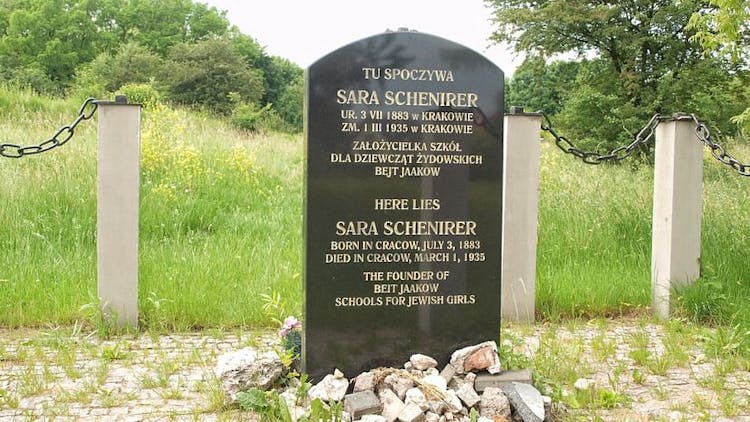 TU SPOCZYWA
SARA SCHENIRER
UR. 3 VII 1883 W KRAKOWIE
ZM. 1 III 1935 W KRAKOWIE
ZAŁOŻYCIELKA SZKÓŁ
DLA DZIEWCZĄT ŻYDOWSKICH
BEJT JAAKOW
HERE LIES
SARA SCHENIRER
BORN IN CRACOW, JULY 3, 1883
DIED IN CRACOW, MARCH 1, 1935
THE FOUNDER OF
BEIT JAAKOW
SCHOOLS FOR JEWISH GIRLS